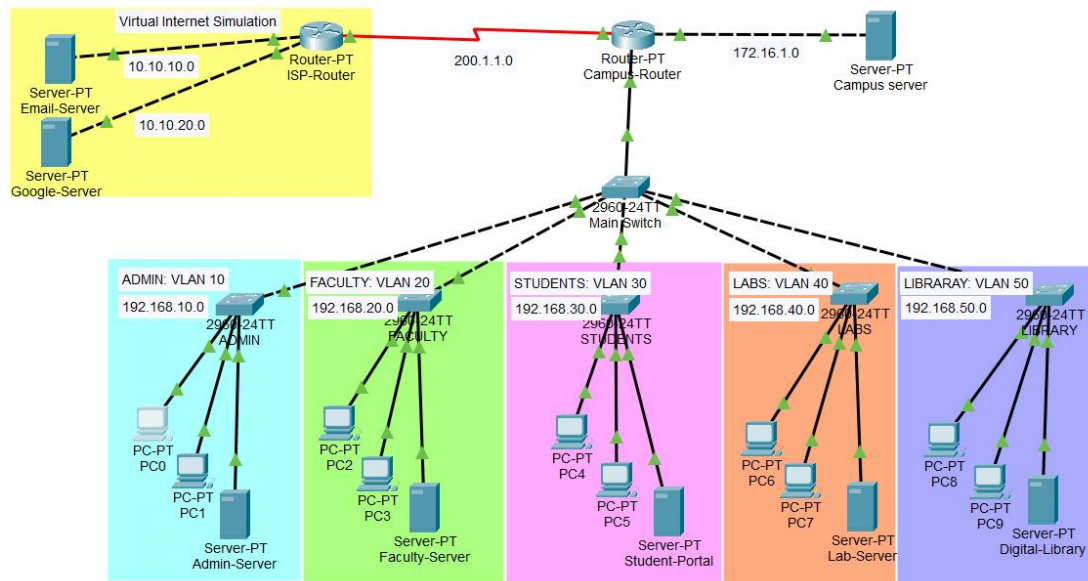 Virtual Internet Simulation
10.10.10.0
Router-PT
ISP-Router
200.1.1.0
Router-PT
Campus-Router
172.16.1.0
Server-PT
Campus server
Server-PT
Email-Server
10.10.20.0
Server-PT
Google-Server
2960-24TT
Main Switch
ADMIN: VLAN 10
192.168.10.0
2960-24TT
ADMIN
PC-PT
PC0
PC-PT
PC1
Server-PT
Admin-Server
FACULTY: VLAN 20
192.168.20.0
2960-24TT
FACULTY
PC-PT
PC2
PC-PT
PC3
Server-PT
Faculty-Server
STUDENTS: VLAN 30
192.168.30.0
2960-24TT
STUDENTS
PC-PT
PC4
PC-PT
PC5
Server-PT
Student-Portal
LABS: VLAN 40
192.168.40.0
2960-24TT
LABS
PC-PT
PC6
PC-PT
PC7
Server-PT
Lab-Server
LIBRARAY: VLAN 50
192.168.50.0
2960-24TT
LIBRARY
PC-PT
PC8
PC-PT
PC9
Server-PT
Digital-Library